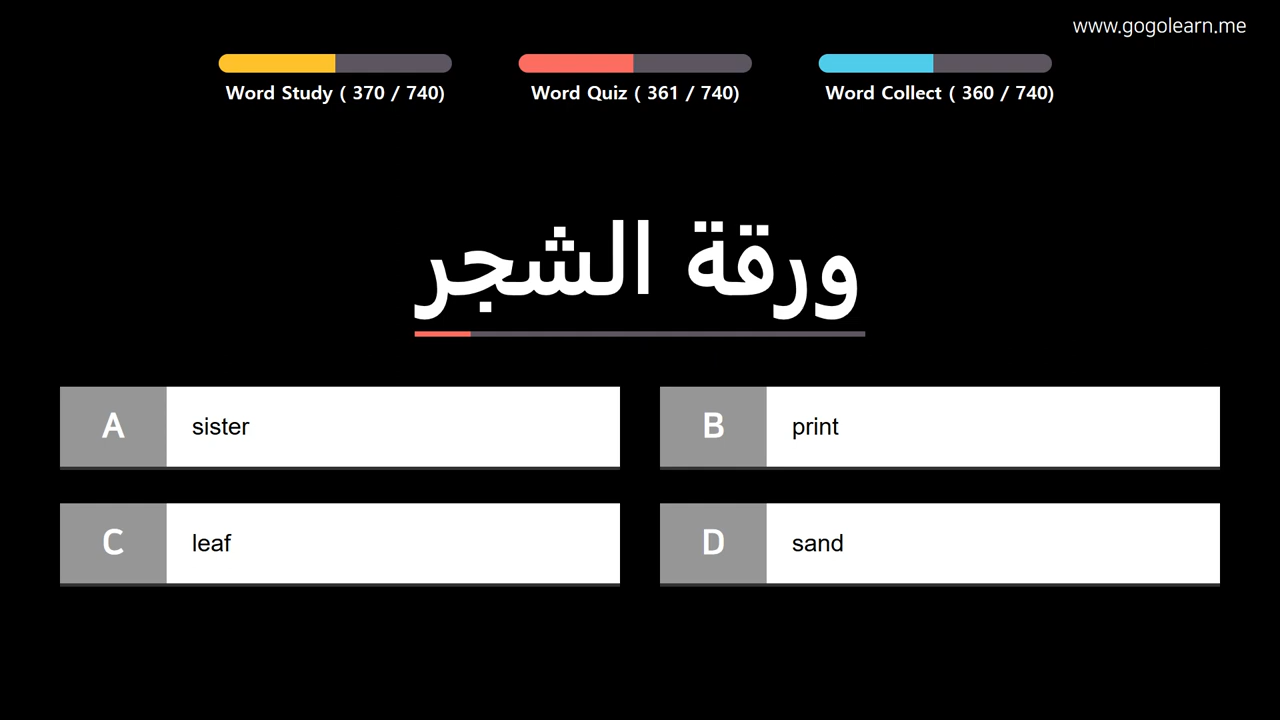 www.gogolearn.me
Word Study ( 370 / 740)
Word Quiz ( 361 / 740)
Word Collect ( 360 / 740)
ورقة الشجر
A sister
B print
C leaf
D sand